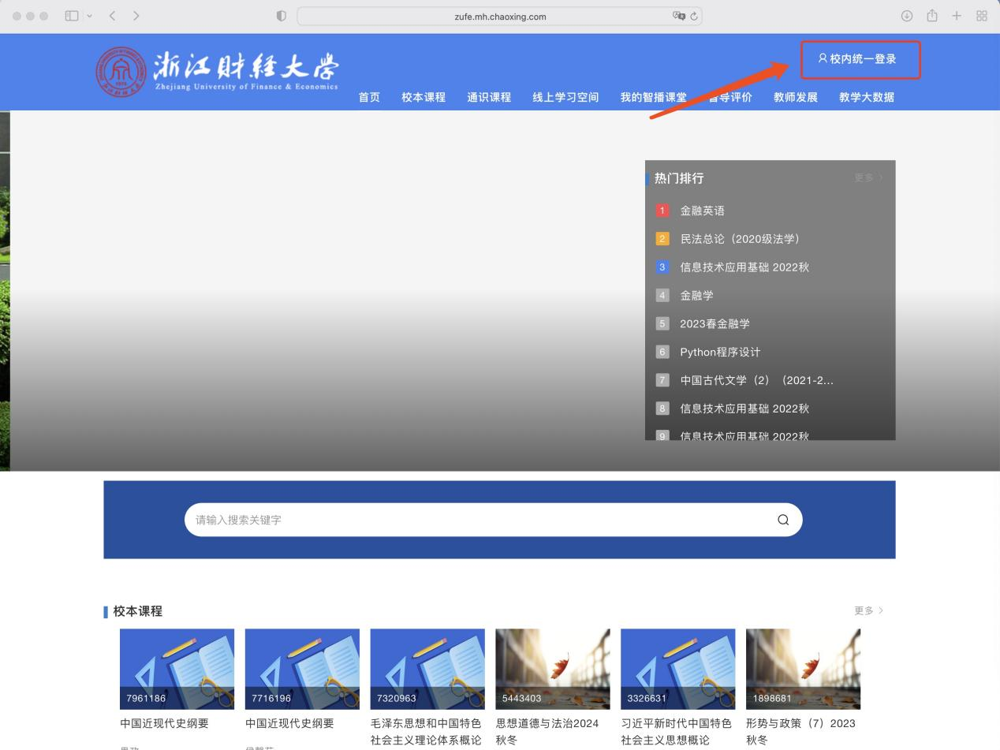 zufe.mh.chaoxing.com
浙江财经大学
Zhejiang University of Finance & Economics
校内统一登录
首页 校本课程 通识课程 线上学习空间 我的智播课堂 督导评价 教师发展 教学大数据
热门排行 更多
1 金融英语
2 民法总论（2020级法学）
3 信息技术应用基础 2022秋
4 金融学
5 2023春金融学
6 Python程序设计
7 中国古代文学（2）（2021-2...
8 信息技术应用基础 2022秋
9 信息技术应用基础 2022秋
请输入搜索关键字
校本课程 更多
7961186 7716196 7320963 5443403 3326631 1898681
中国近现代史纲要 中国近现代史纲要 毛泽东思想和中国特色 思想道德与法治2024 习近平新时代中国特色 形势与政策（7）2023
社会主义理论体系概论 秋冬 社会主义思想概论 秋冬